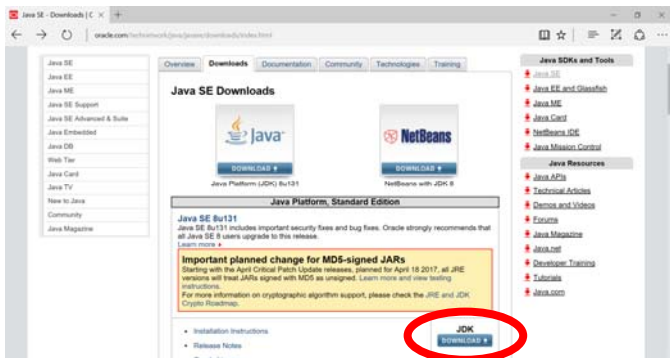 Java SE - Downloads | C
oracle.com/technetwork/java/javase/downloads/index.html
Java SE
Java EE
Java ME
Java SE Support
Java SE Advanced & Suite
Java Embedded
Java DB
Web Tier
Java Card
Java TV
New to Java
Community
Java Magazine
Overview Downloads Documentation Community Technologies Training
Java SE Downloads
Java
NetBeans
DOWNLOAD DOWNLOAD
Java Platform (JDK) 8u131 NetBeans with JDK 8
Java Platform, Standard Edition
Java SE 8u131
Java SE 8u131 includes important security fixes and bug fixes. Oracle strongly recommends that
all Java SE 8 users upgrade to this release.
Learn more
Important planned change for MD5-signed JARs
Starting with the April Critical Patch Update releases, planned for April 18 2017, all JRE
versions will treat JARs signed with MD5 as unsigned. Learn more and view testing
instructions.
For more information on cryptographic algorithm support, please check the JRE and JDK
Crypto Roadmap.
Installation Instructions
Release Notes
JDK
DOWNLOAD
Java SDKs and Tools
Java SE
Java EE and Glassfish
Java ME
Java Card
NetBeans IDE
Java Mission Control
Java Resources
Java APIs
Technical Articles
Demos and Videos
Forums
Java Magazine
Java.net
Developer Training
Tutorials
Java.com